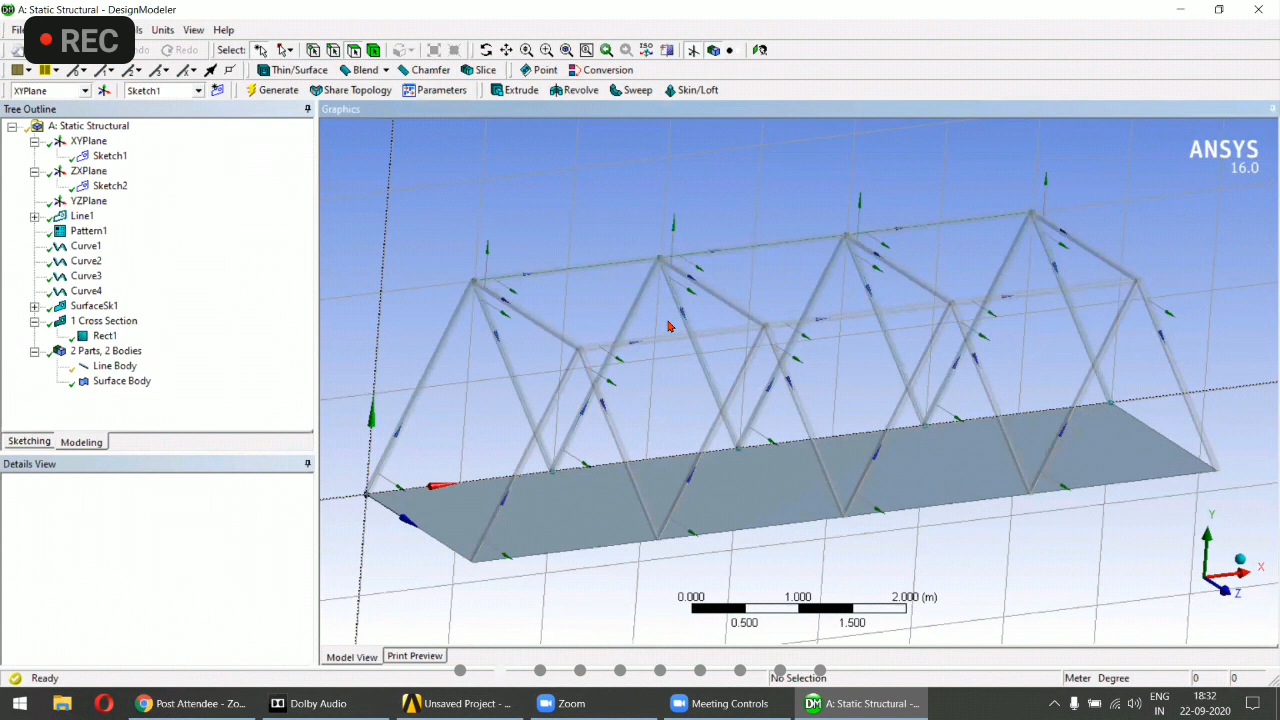 A: Static Structural - DesignModeler
REC
Units View Help
Redo Select:
Thin/Surface Blend Chamfer Slice Point Conversion
XYPlane Sketch1 Generate Share Topology Parameters Extrude Revolve Sweep Skin/Loft
Tree Outline
A: Static Structural
XYPlane
Sketch1
ZXPlane
Sketch2
YZPlane
Line1
Pattern1
Curve1
Curve2
Curve3
Curve4
SurfaceSk1
1 Cross Section
Rect1
2 Parts, 2 Bodies
Line Body
Surface Body
Sketching Modeling
Details View
Graphics
ANSYS
16.0
Y
X
Z
0.000 1.000 2.000 (m)
0.500 1.500
Model View Print Preview
Ready No Selection Meter Degree 0 0
Post Attendee - Zo... Dolby Audio Unsaved Project - ... Zoom Meeting Controls A: Static Structural -...
ENG
IN
18:32
22-09-2020